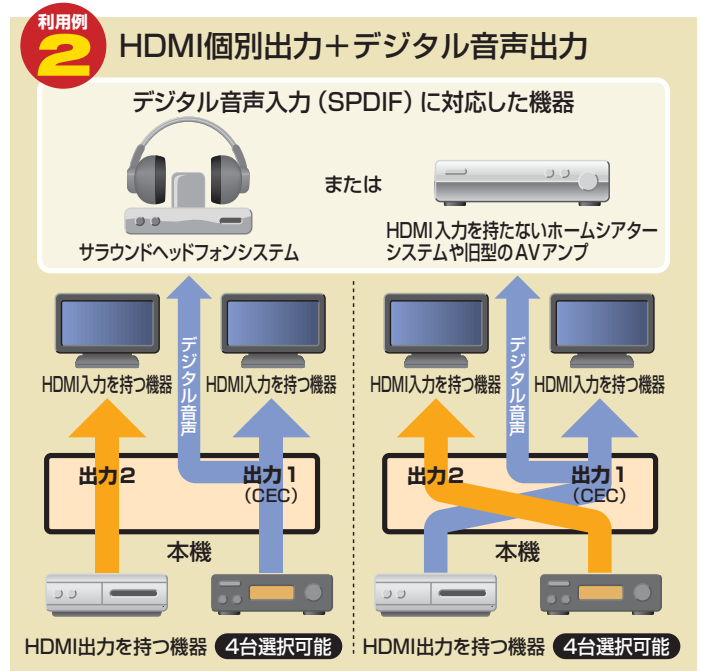 利用例
2
HDMI個別出力＋デジタル音声出力
デジタル音声入力（SPDIF）に対応した機器
または
サラウンドヘッドフォンシステム
HDMI入力を持たないホームシアター
システムや旧型のAVアンプ
HDMI入力を持つ機器
デジタル音声
HDMI入力を持つ機器
出力2
出力1
（CEC）
本機
HDMI出力を持つ機器 4台選択可能
HDMI入力を持つ機器
デジタル音声
HDMI入力を持つ機器
出力2
出力1
（CEC）
本機
HDMI出力を持つ機器 4台選択可能